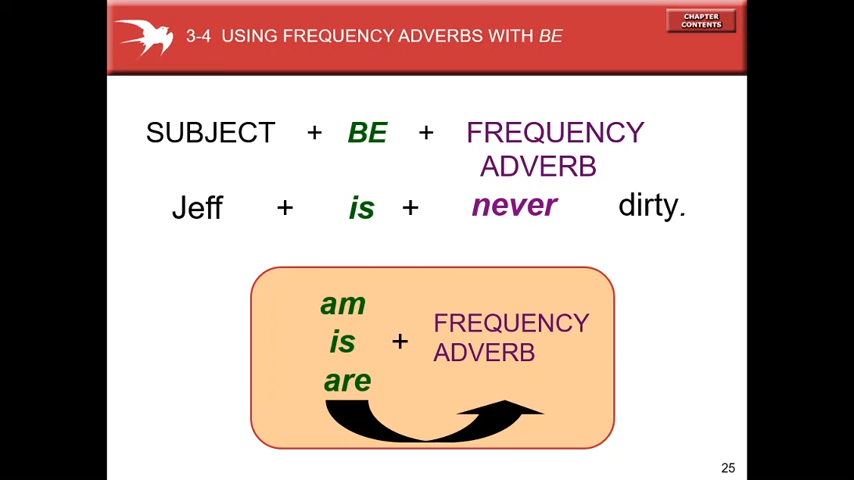 3-4 USING FREQUENCY ADVERBS WITH BE
CHAPTER
CONTENTS
SUBJECT + BE + FREQUENCY
ADVERB
Jeff + is + never dirty.
am
is + FREQUENCY
ADVERB
are
25